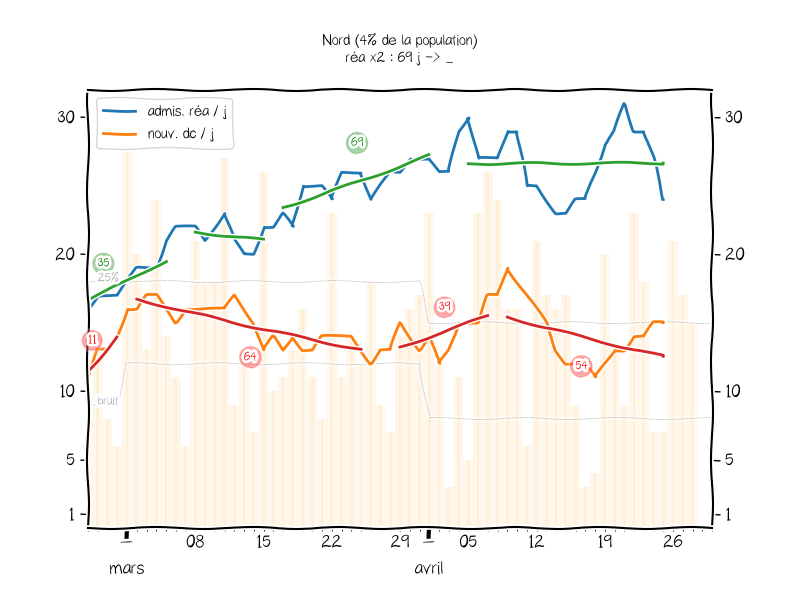 Nord (4% de la population)
réa x2 : 69 j -> _
admis. réa / j
nouv. dc / j
30
30
69
35
20
20
25%
39
11
64
54
10
10
bruit
5
5
1
1
_ 08 15 22 29 _ 05 12 19 26
mars avril